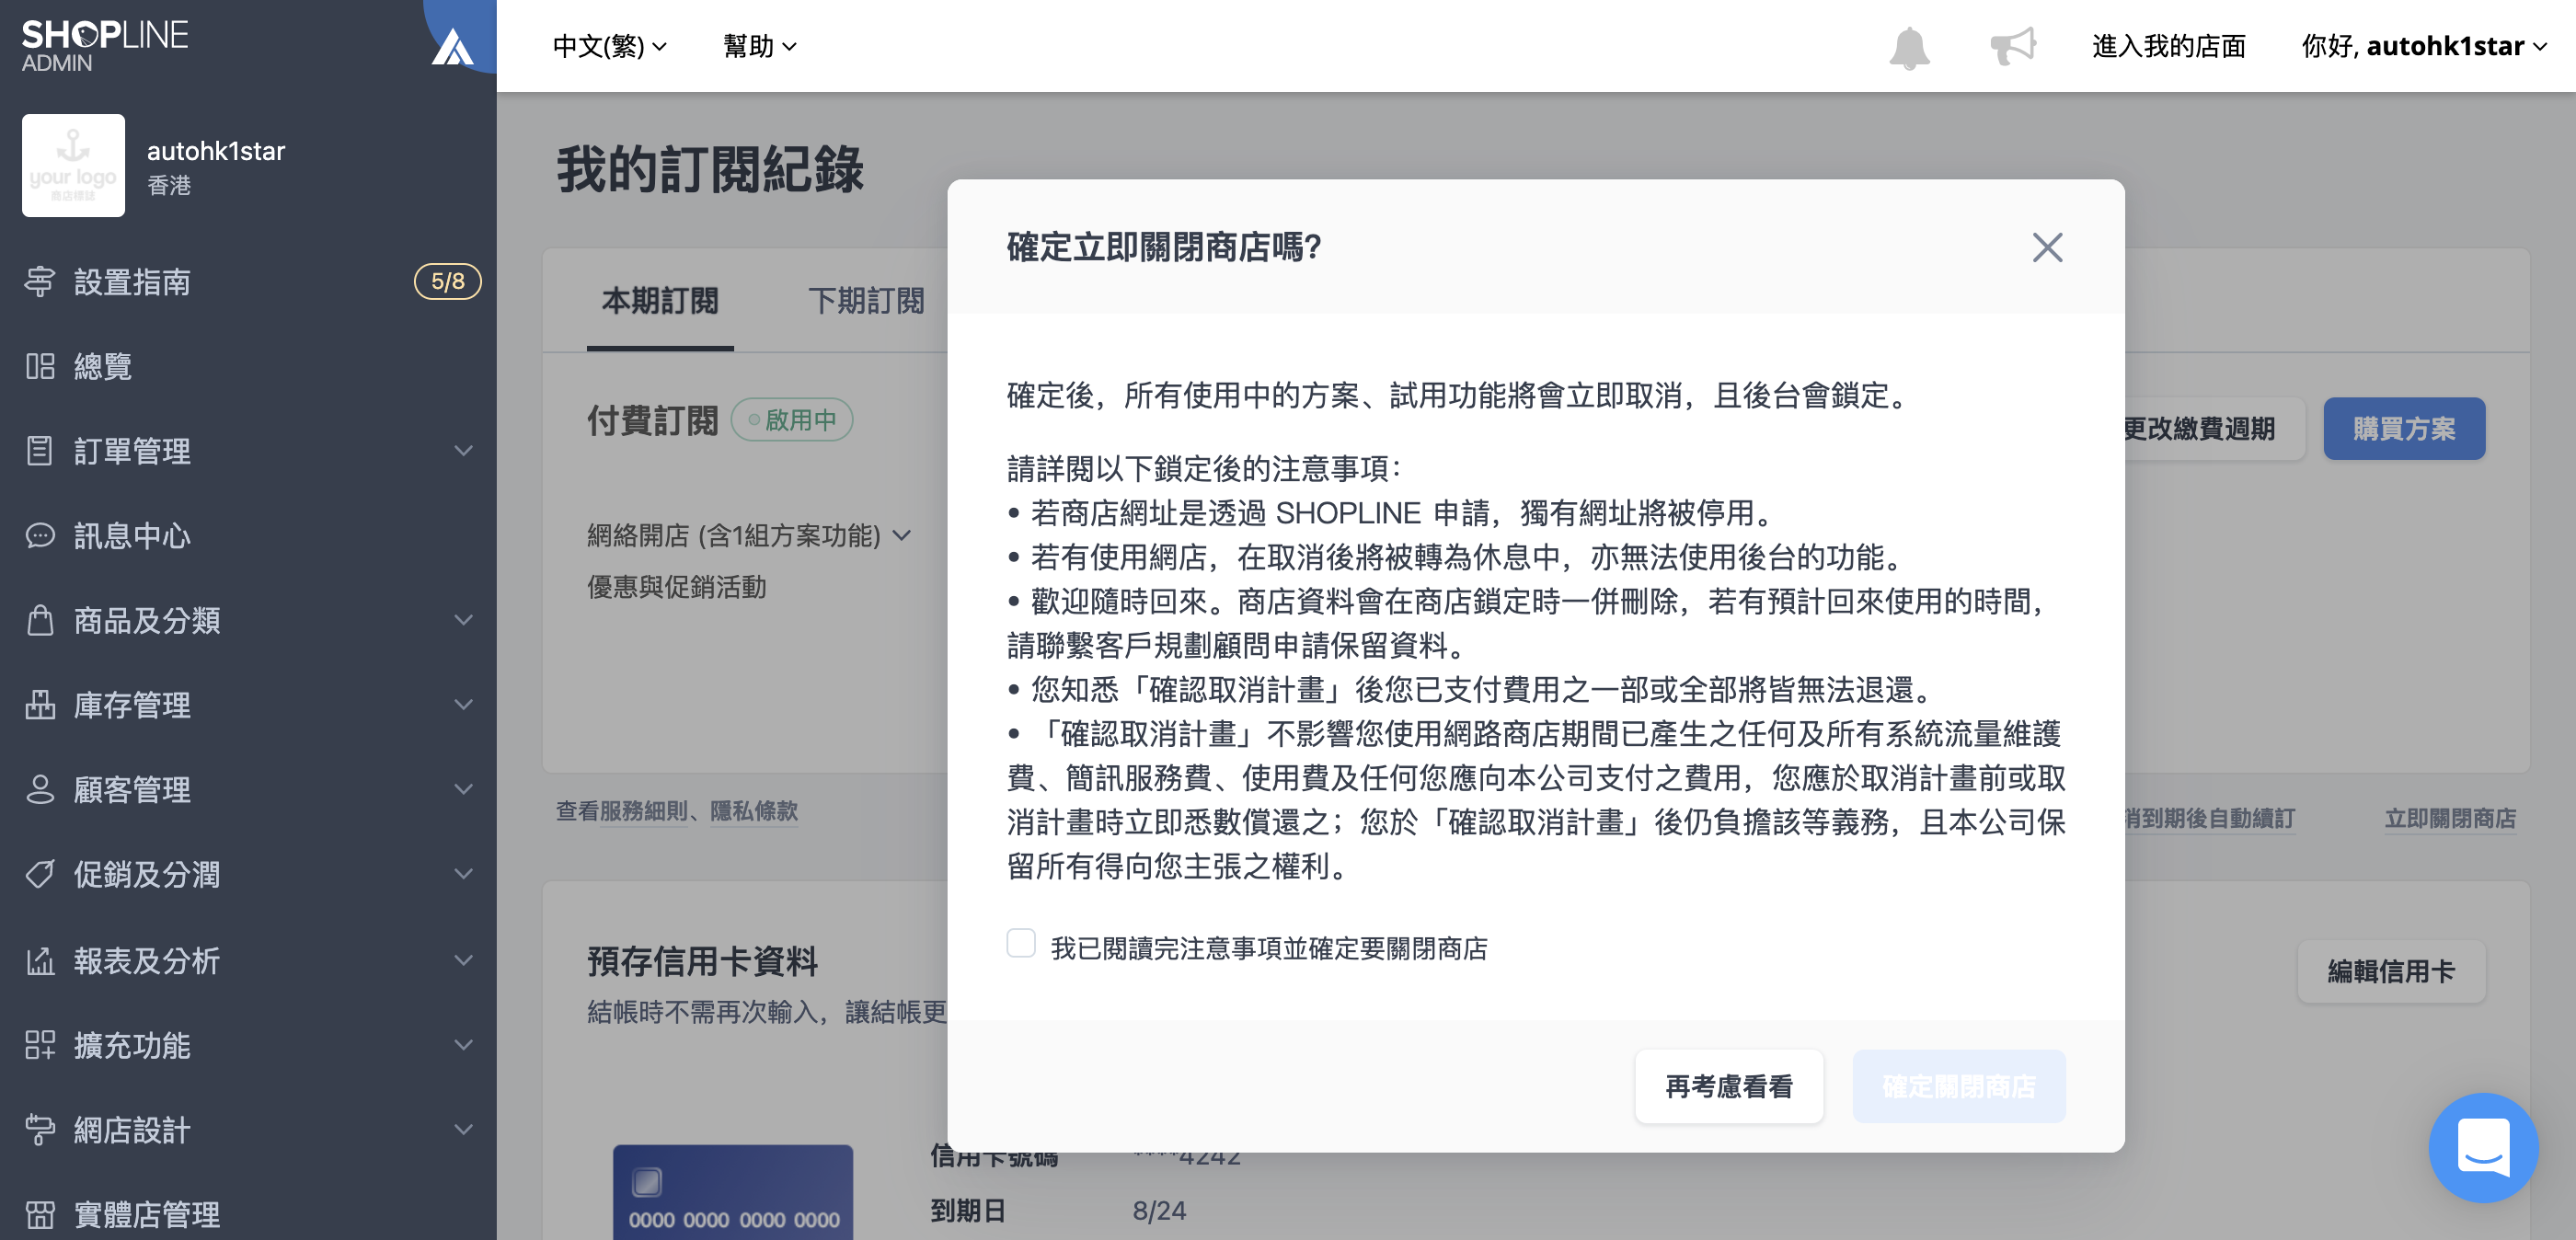 SHOPLINE
ADMIN
中文(繁)
幫助
進入我的店面
你好, autohk1star
your logo
商店標誌
autohk1star
香港
設置指南
5/8
總覽
訂單管理
訊息中心
商品及分類
庫存管理
顧客管理
促銷及分潤
報表及分析
擴充功能
網店設計
實體店管理
我的訂閱紀錄
本期訂閱
下期訂閱
付費訂閱
啟用中
更改繳費週期
購買方案
網絡開店 (含1組方案功能)
優惠與促銷活動
查看服務細則、隱私條款
消到期後自動續訂
立即關閉商店
預存信用卡資料
結帳時不需再次輸入，讓結帳更
編輯信用卡
0000 0000 0000 0000
信用卡號碼
****4242
到期日
8/24
確定立即關閉商店嗎?
確定後，所有使用中的方案、試用功能將會立即取消，且後台會鎖定。
請詳閱以下鎖定後的注意事項：
• 若商店網址是透過 SHOPLINE 申請，獨有網址將被停用。
• 若有使用網店，在取消後將被轉為休息中，亦無法使用後台的功能。
• 歡迎隨時回來。商店資料會在商店鎖定時一併刪除，若有預計回來使用的時間，
請聯繫客戶規劃顧問申請保留資料。
• 您知悉「確認取消計畫」後您已支付費用之一部或全部將皆無法退還。
• 「確認取消計畫」不影響您使用網路商店期間已產生之任何及所有系統流量維護
費、簡訊服務費、使用費及任何您應向本公司支付之費用，您應於取消計畫前或取
消計畫時立即悉數償還之；您於「確認取消計畫」後仍負擔該等義務，且本公司保
留所有得向您主張之權利。
我已閱讀完注意事項並確定要關閉商店
再考慮看看
確定關閉商店